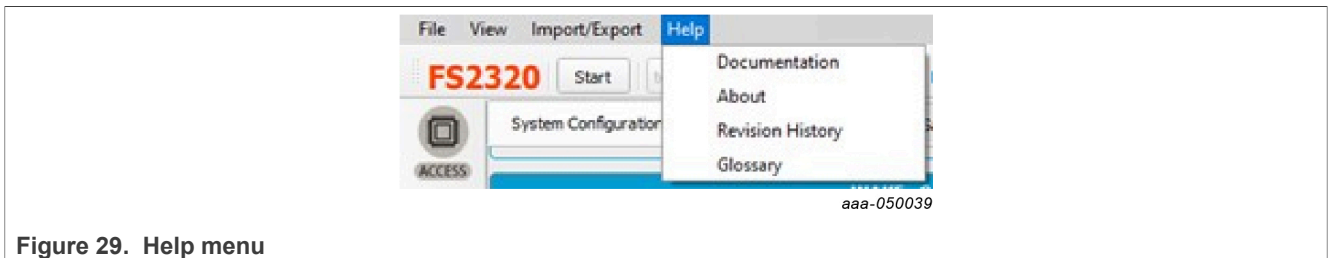 File View Import/Export Help
Documentation
FS2320 Start
About
System Configuration
Revision History
ACCESS
Glossary
aaa-050039
Figure 29. Help menu